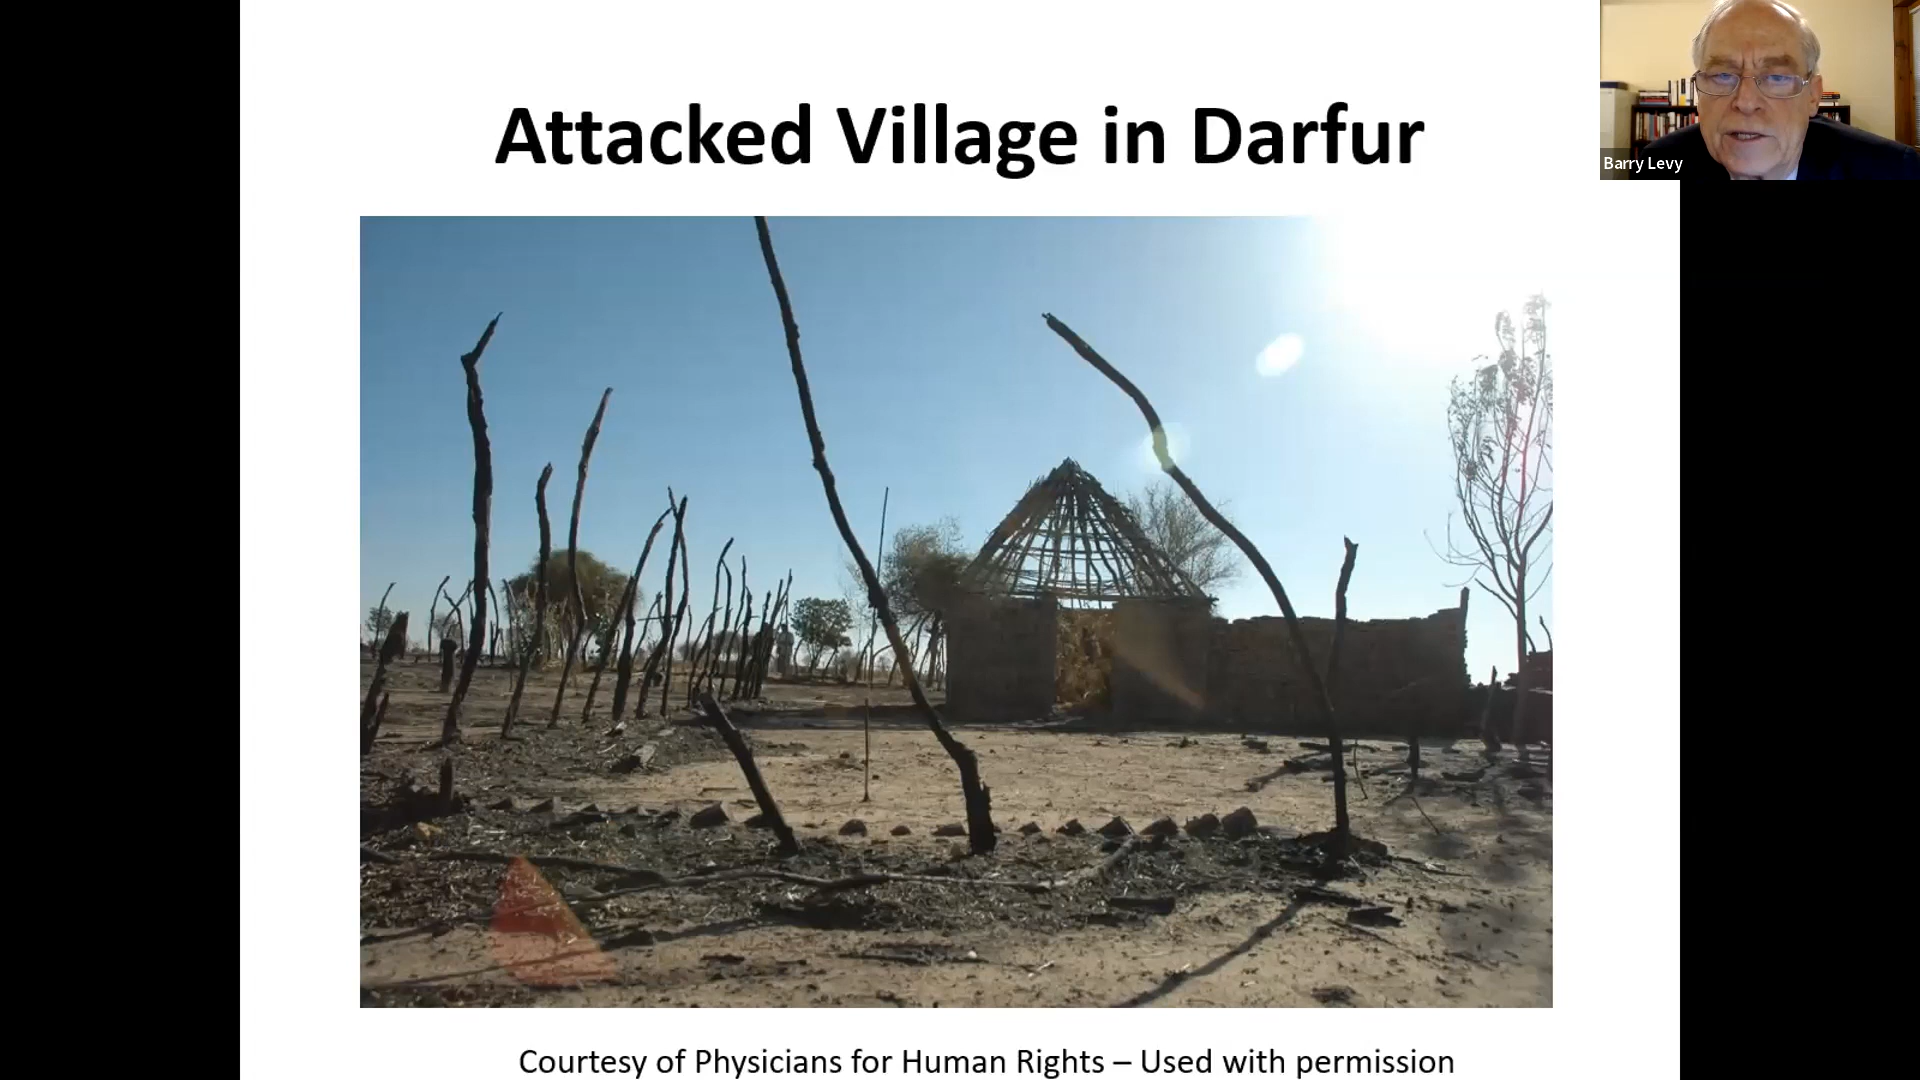 Attacked Village in Darfur
Barry Levy
Courtesy of Physicians for Human Rights – Used with permission